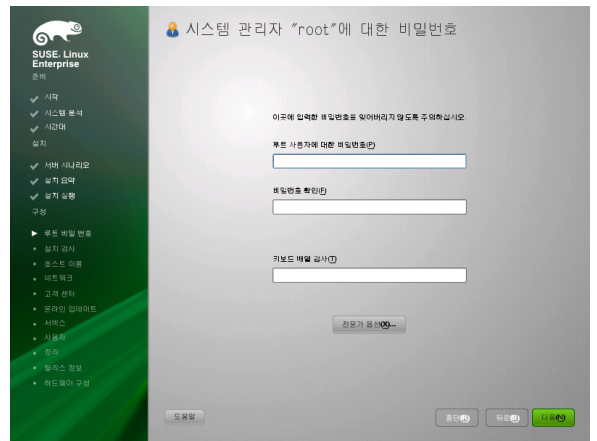 SUSE. Linux
Enterprise
준비
시작
시스템 분석
시간대
설치
서버 시나리오
설치 요약
설치 실행
구성
루트 비밀 번호
설치 검사
호스트 이름
네트워크
고객 센터
온라인 업데이트
서비스
사용자
정리
릴리스 정보
하드웨어 구성
시스템 관리자 "root"에 대한 비밀번호
이곳에 입력한 비밀번호를 잊어버리지 않도록 주의하십시오.
루트 사용자에 대한 비밀번호(P)
비밀번호 확인(F)
키보드 배열 검사(T)
전문가 옵션(X)...
도움말
중단(R)
뒤로(B)
다음(N)